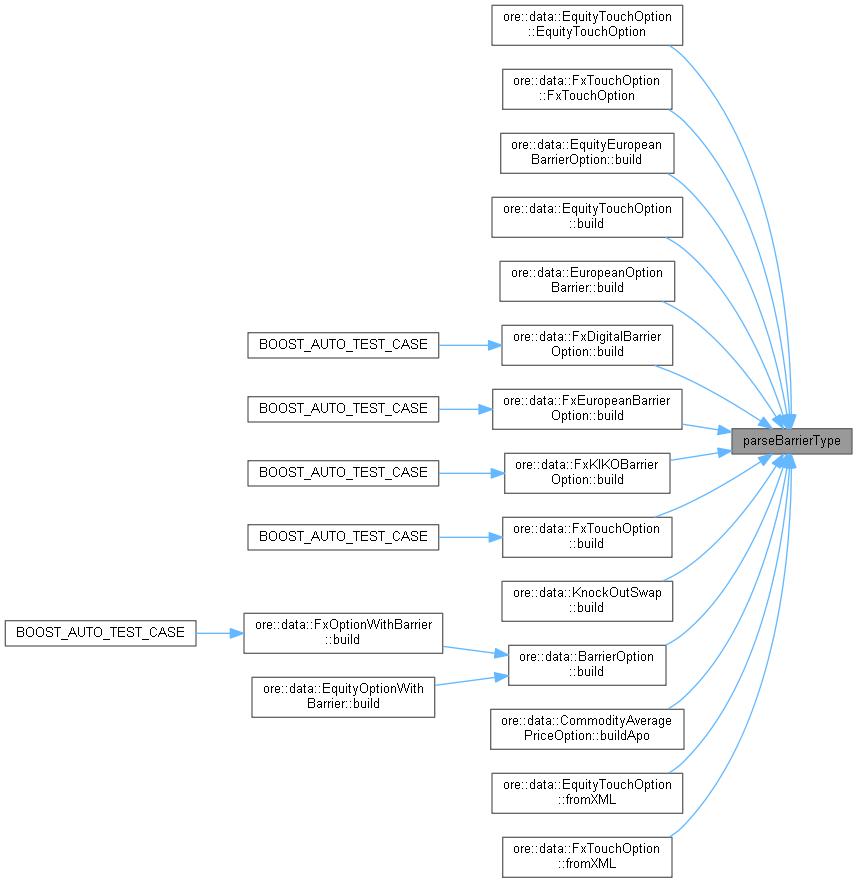 ore::data::EquityTouchOption
::EquityTouchOption
ore::data::FxTouchOption
::FxTouchOption
ore::data::EquityEuropean
BarrierOption::build
ore::data::EquityTouchOption
::build
ore::data::EuropeanOption
Barrier::build
BOOST_AUTO_TEST_CASE
ore::data::FxDigitalBarrier
Option::build
BOOST_AUTO_TEST_CASE
ore::data::FxEuropeanBarrier
Option::build
parseBarrierType
BOOST_AUTO_TEST_CASE
ore::data::FxKIKOBarrier
Option::build
BOOST_AUTO_TEST_CASE
ore::data::FxTouchOption
::build
ore::data::KnockOutSwap
::build
BOOST_AUTO_TEST_CASE
ore::data::FxOptionWithBarrier
::build
ore::data::BarrierOption
::build
ore::data::EquityOptionWith
Barrier::build
ore::data::CommodityAverage
PriceOption::buildApo
ore::data::EquityTouchOption
::fromXML
ore::data::FxTouchOption
::fromXML